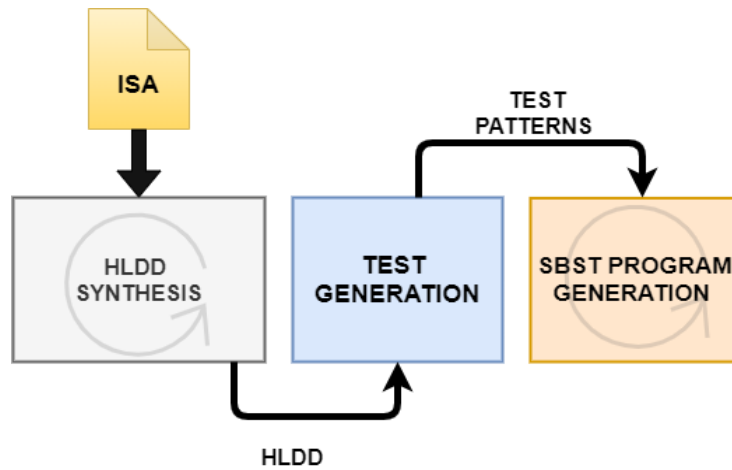 ISA
TEST
PATTERNS
HLDD
SYNTHESIS
TEST
GENERATION
SBST PROGRAM
GENERATION
HLDD